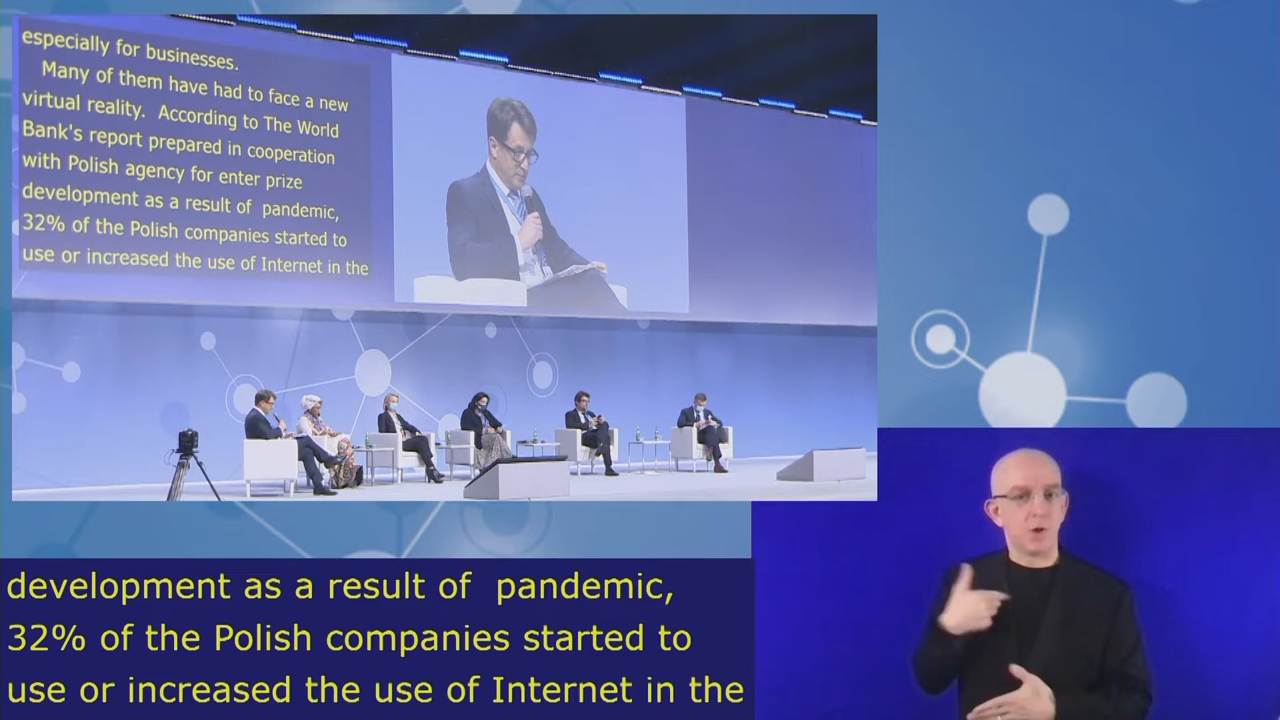 especially for businesses.
Many of them have had to face a new
virtual reality.  According to The World
Bank's report prepared in cooperation
with Polish agency for enter prize
development as a result of  pandemic,
32% of the Polish companies started to
use or increased the use of Internet in the
development as a result of  pandemic,
32% of the Polish companies started to
use or increased the use of Internet in the